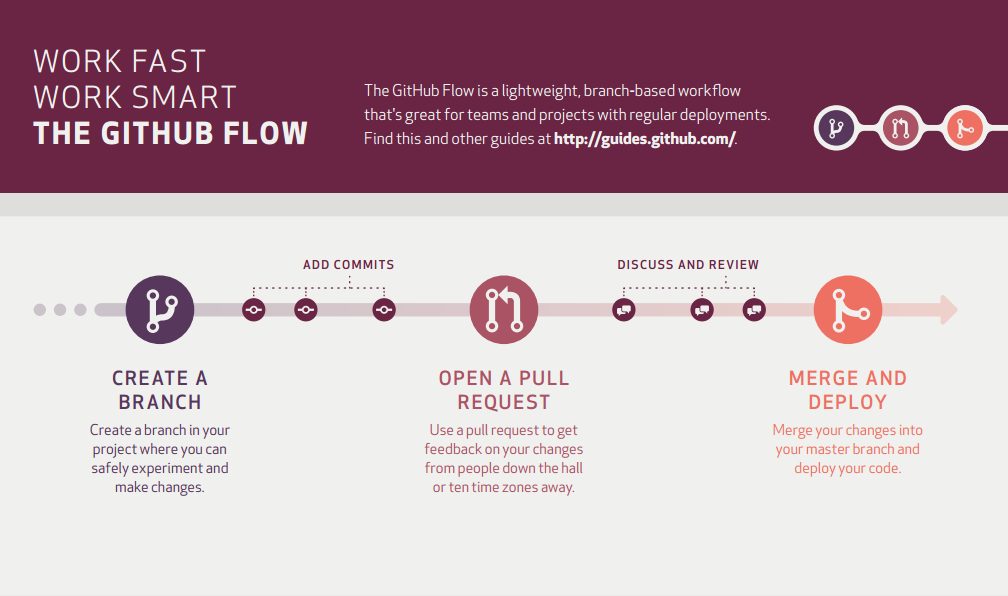 WORK FAST
WORK SMART
THE GITHUB FLOW
The GitHub Flow is a lightweight, branch-based workflow
that's great for teams and projects with regular deployments.
Find this and other guides at http://guides.github.com/.
ADD COMMITS
DISCUSS AND REVIEW
CREATE A
BRANCH
Create a branch in your
project where you can
safely experiment and
make changes.
OPEN A PULL
REQUEST
Use a pull request to get
feedback on your changes
from people down the hall
or ten time zones away.
MERGE AND
DEPLOY
Merge your changes into
your master branch and
deploy your code.